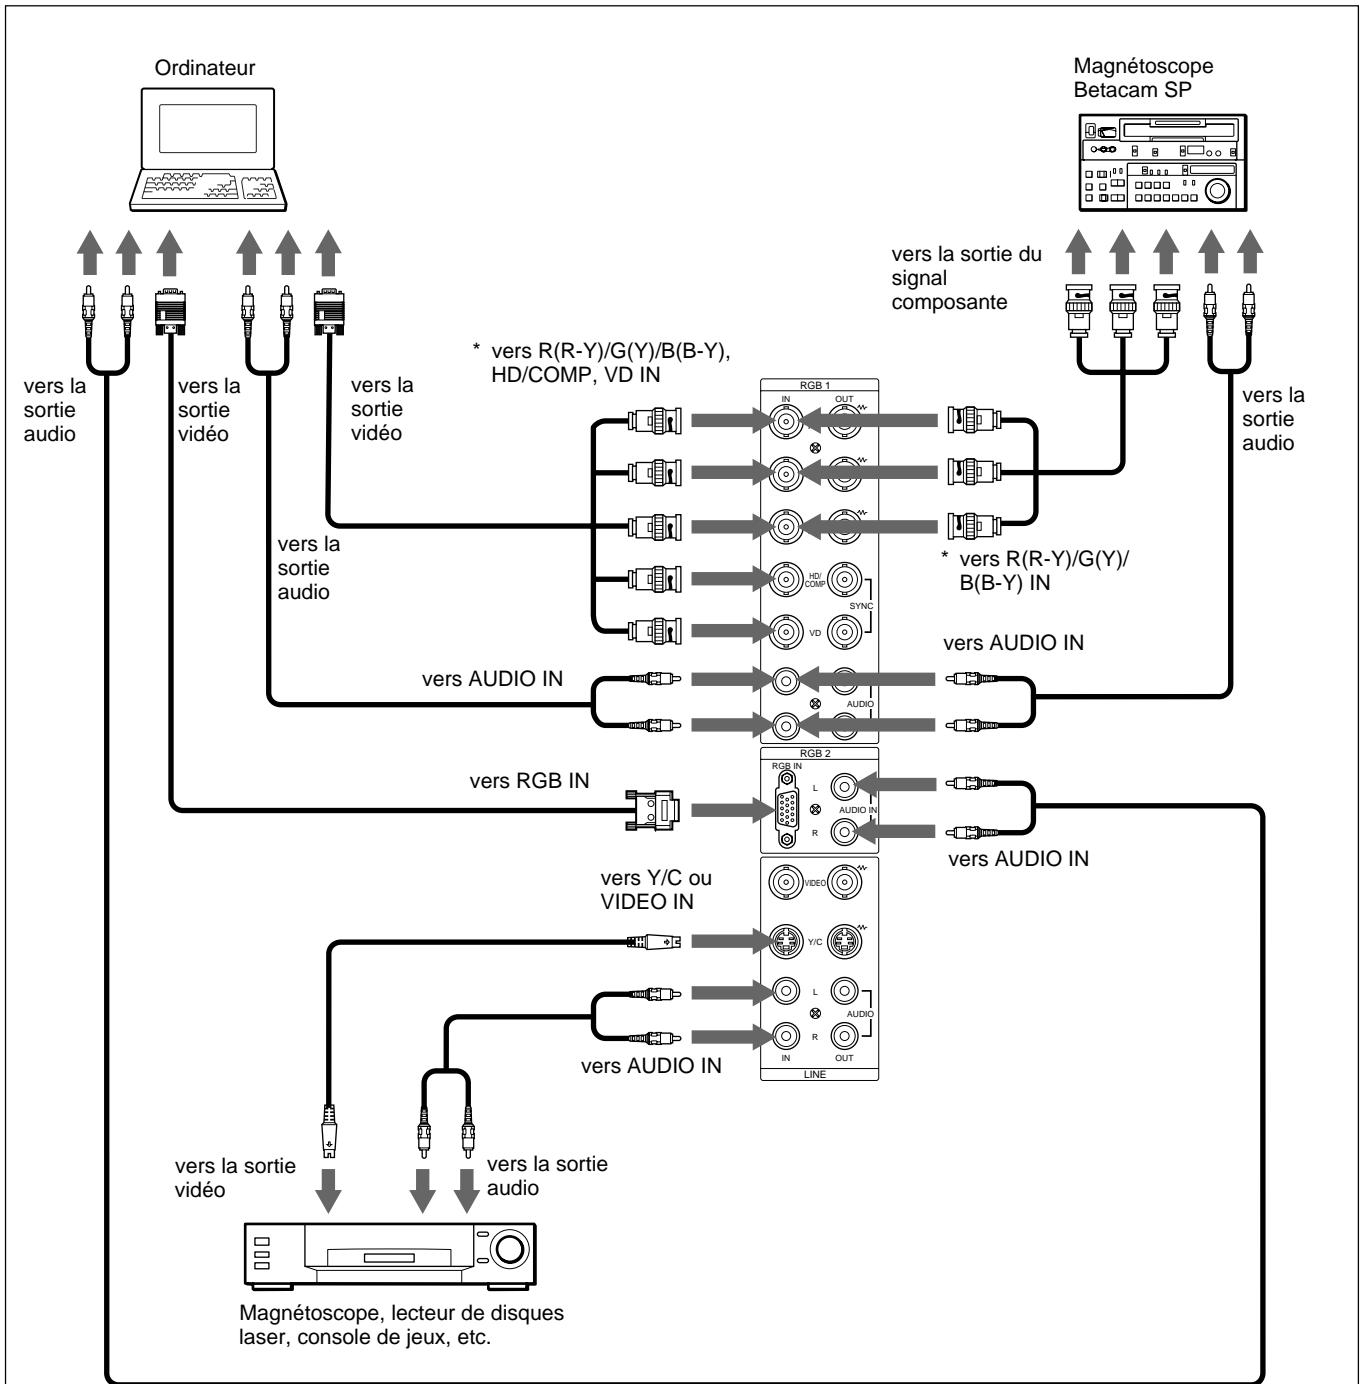 Ordinateur
Magnétoscope
Betacam SP
vers la sortie du
signal
composante
* vers R(R-Y)/G(Y)/B(B-Y),
HD/COMP, VD IN
vers la
sortie
audio
vers la
sortie
vidéo
vers la
sortie
vidéo
vers la
sortie
audio
RGB 1
IN
OUT
vers la
sortie
audio
* vers R(R-Y)/G(Y)/
B(B-Y) IN
HD/
COMP
SYNC
VD
vers AUDIO IN
vers AUDIO IN
AUDIO
RGB 2
RGB IN
vers RGB IN
L
AUDIO IN
R
vers AUDIO IN
vers Y/C ou
VIDEO IN
VIDEO
Y/C
L
AUDIO
R
IN
OUT
LINE
vers AUDIO IN
vers la sortie
vidéo
vers la sortie
audio
Magnétoscope, lecteur de disques
laser, console de jeux, etc.